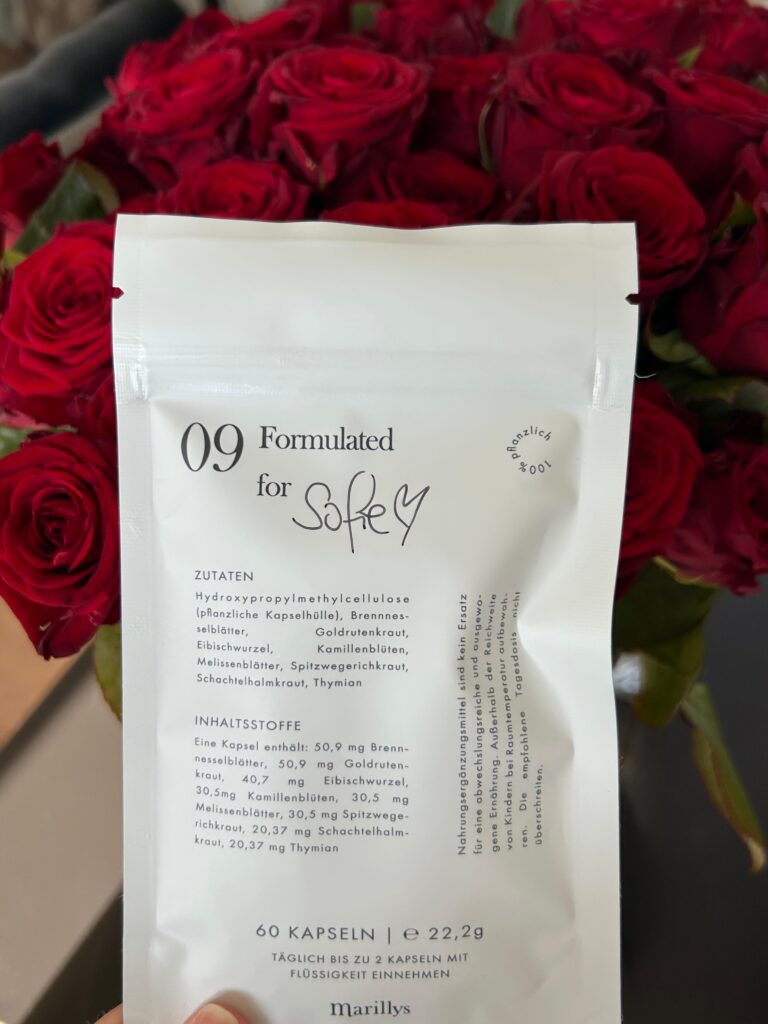 09 Formulated
for Sofie
100% pflanzlich
ZUTATEN
Hydroxypropylmethylcellulose
(pflanzliche Kapselhülle), Brennnes-
selblätter, Goldrutenkraut,
Eibischwurzel, Kamillenblüten,
Melissenblätter, Spitzwegerichkraut,
Schachtelhalmkraut, Thymian
INHALTSSTOFFE
Eine Kapsel enthält: 50,9 mg Brenn-
nesselblätter, 50,9 mg Goldruten-
kraut, 40,7 mg Eibischwurzel,
30,5mg Kamillenblüten, 30,5 mg
Melissenblätter, 30,5 mg Spitzwege-
richkraut, 20,37 mg Schachtelhalm-
kraut, 20,37 mg Thymian
Nahrungsergönzungsmittel sind kein Ersatz
für eine abwechslungsreiche und ausgewo-
gene Ernährung. Außerhalb der Reichweite
von Kindern bei Raumtemperatur aufbewah-
ren. Die empfohlene Tagesdosis nicht
überschreiten.
60 KAPSELN | ℮ 22,2g
TÄGLICH BIS ZU 2 KAPSELN MIT
FLÜSSIGKEIT EINNEHMEN
marillys